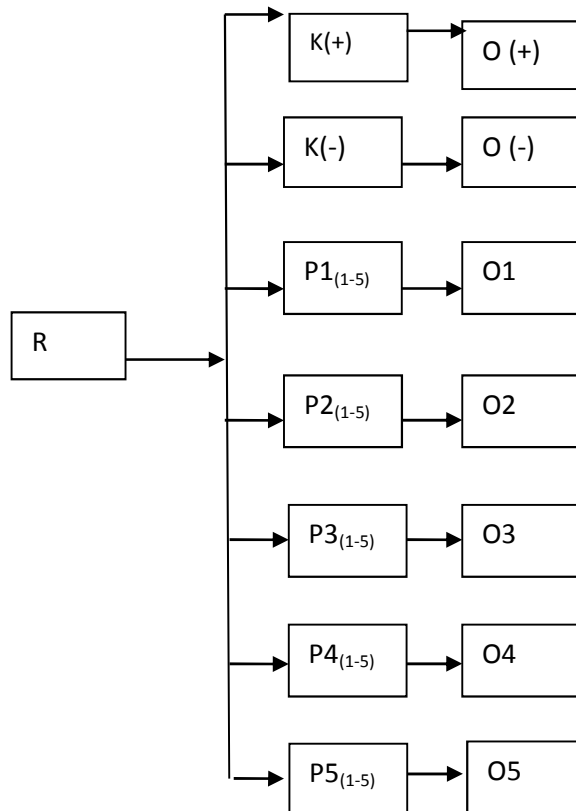 K(+) O (+)
K(-) O (-)
P1(1-5) O1
R
P2(1-5) O2
P3(1-5) O3
P4(1-5) O4
P5(1-5) O5